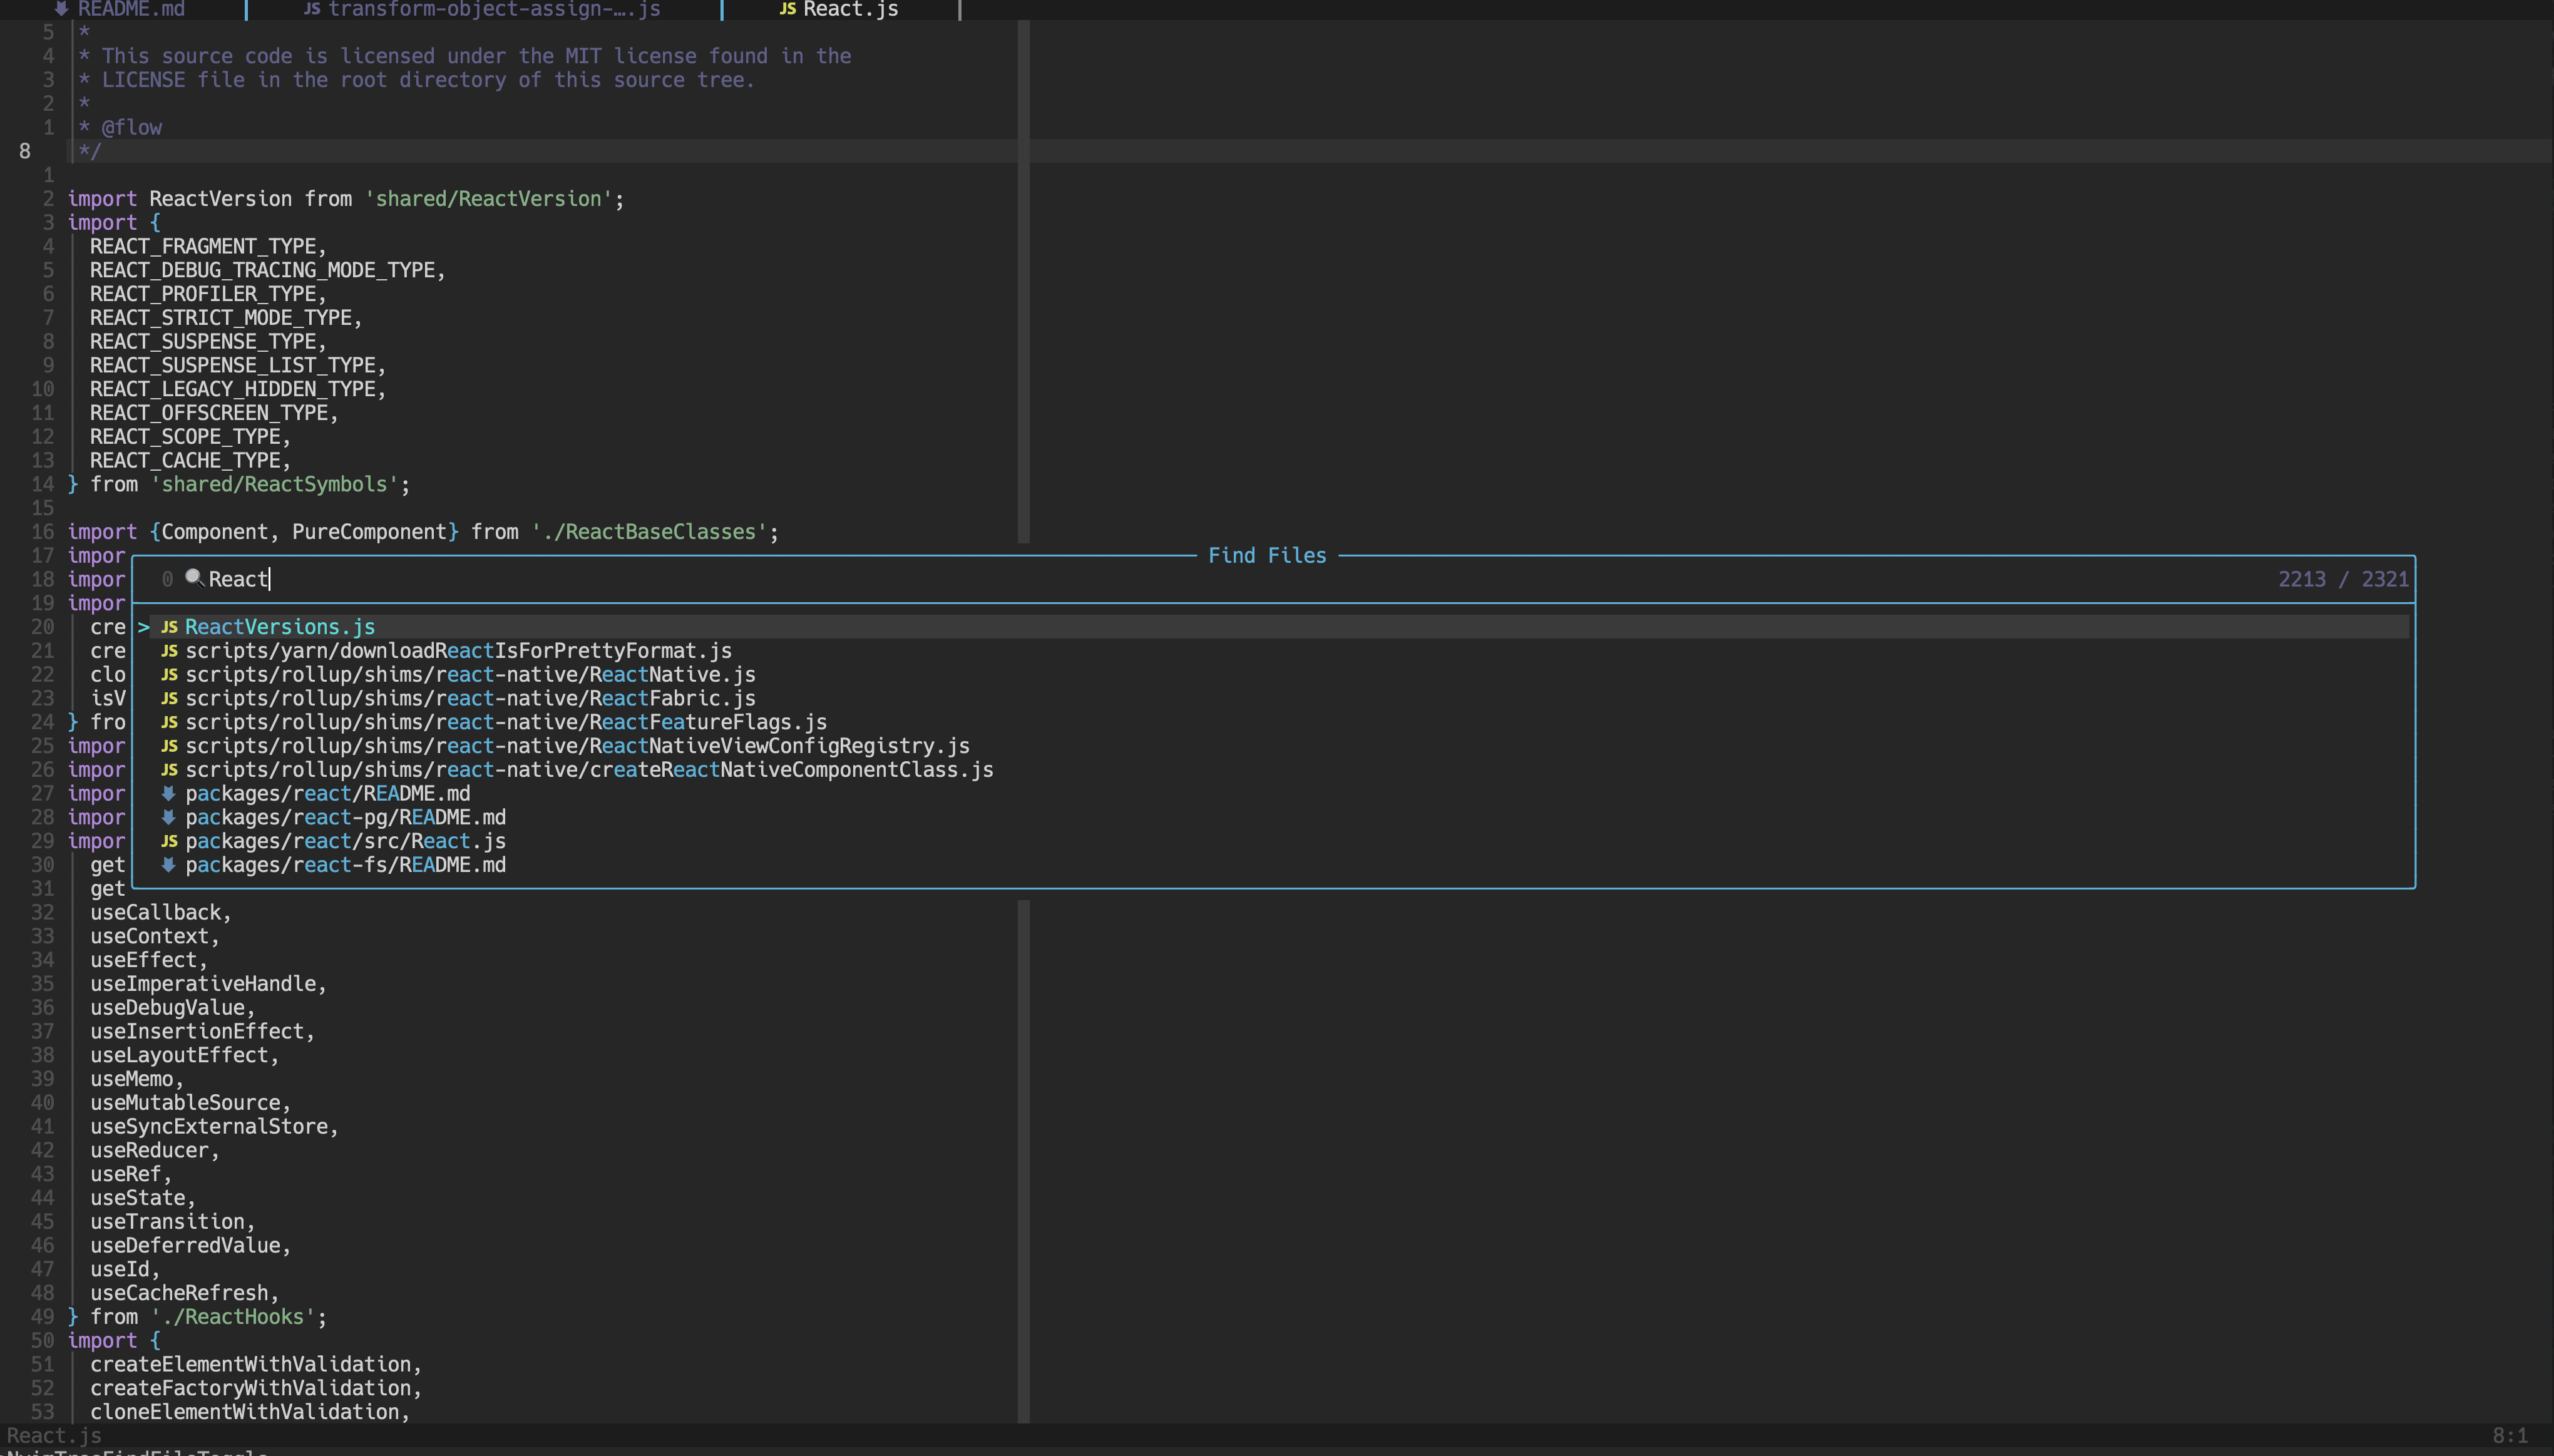 README.md JS transform-object-assign-….js JS React.js
5 *
4 * This source code is licensed under the MIT license found in the
3 * LICENSE file in the root directory of this source tree.
2 *
1 * @flow
8 */
1
2 import ReactVersion from 'shared/ReactVersion';
3 import {
4 REACT_FRAGMENT_TYPE,
5 REACT_DEBUG_TRACING_MODE_TYPE,
6 REACT_PROFILER_TYPE,
7 REACT_STRICT_MODE_TYPE,
8 REACT_SUSPENSE_TYPE,
9 REACT_SUSPENSE_LIST_TYPE,
10 REACT_LEGACY_HIDDEN_TYPE,
11 REACT_OFFSCREEN_TYPE,
12 REACT_SCOPE_TYPE,
13 REACT_CACHE_TYPE,
14 } from 'shared/ReactSymbols';
15
16 import {Component, PureComponent} from './ReactBaseClasses';
17 impor Find Files
18 impor 0 React 2213 / 2321
19 impor
20 cre > JS ReactVersions.js
21 cre JS scripts/yarn/downloadReactIsForPrettyFormat.js
22 clo JS scripts/rollup/shims/react-native/ReactNative.js
23 isV JS scripts/rollup/shims/react-native/ReactFabric.js
24 } fro JS scripts/rollup/shims/react-native/ReactFeatureFlags.js
25 impor JS scripts/rollup/shims/react-native/ReactNativeViewConfigRegistry.js
26 impor JS scripts/rollup/shims/react-native/createReactNativeComponentClass.js
27 impor packages/react/README.md
28 impor packages/react-pg/README.md
29 impor JS packages/react/src/React.js
30 get packages/react-fs/README.md
31 get
32 useCallback,
33 useContext,
34 useEffect,
35 useImperativeHandle,
36 useDebugValue,
37 useInsertionEffect,
38 useLayoutEffect,
39 useMemo,
40 useMutableSource,
41 useSyncExternalStore,
42 useReducer,
43 useRef,
44 useState,
45 useTransition,
46 useDeferredValue,
47 useId,
48 useCacheRefresh,
49 } from './ReactHooks';
50 import {
51 createElementWithValidation,
52 createFactoryWithValidation,
53 cloneElementWithValidation,
React.js 8:1
NvimTreeFindFileToggle